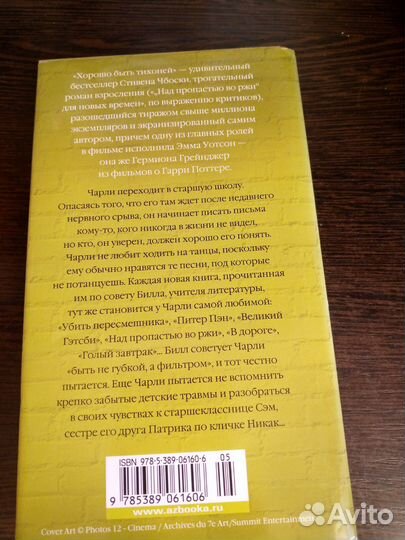 «Хорошо быть тихоней» — удивительный
бестселлер Стивена Чбоски, трогательный
роман взросления («„Над пропастью во ржи“
для новых времен», по выражению критиков),
разошедшийся тиражом свыше миллиона
экземпляров и экранизированный самим
автором, причем одну из главных ролей
в фильме исполнила Эмма Уотсон —
она же Гермиона Грейнджер
из фильмов о Гарри Поттере.
Чарли переходит в старшую школу.
Опасаясь того, что его там ждет после недавнего
нервного срыва, он начинает писать письма
кому-то, кого никогда в жизни не видел,
но кто, он уверен, должен хорошо его понять.
Чарли не любит ходить на танцы, поскольку
ему обычно нравятся те песни, под которые
не потанцуешь. Каждая новая книга, прочитанная
им по совету Билла, учителя литературы,
тут же становится у Чарли самой любимой:
«Убить пересмешника», «Питер Пэн», «Великий
Гэтсби», «Над пропастью во ржи», «В дороге»,
«Голый завтрак»... Билл советует Чарли
«быть не губкой, а фильтром», и тот честно
пытается. Еще Чарли пытается не вспомнить
крепко забытые детские травмы и разобраться
в своих чувствах к старшекласснице Сэм,
сестре его друга Патрика по кличке Никак...
ISBN 978-5-389-06160-6 05
9 785389 061606
www.azbooka.ru
Cover Art © Photos 12 - Cinema / Archives du 7e Art/Summit Entertainment
Avito